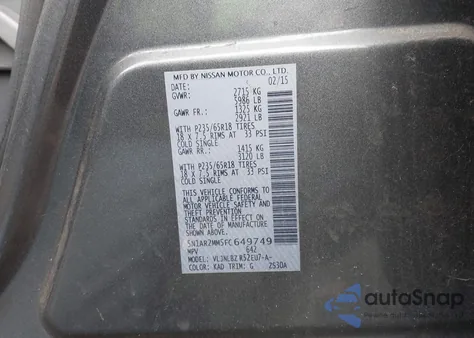 MFD BY NISSAN MOTOR CO., LTD.
DATE: 02/15
GVWR: 2715 KG
5986 LB
GAWR FR.: 1325 KG
2921 LB
WITH P235/65R18 TIRES
18 x 7.5 RIMS AT 33 PSI
COLD SINGLE
GAWR RR.: 1415 KG
3120 LB
WITH P235/65R18 TIRES
18 x 7.5 RIMS AT 33 PSI
COLD SINGLE
THIS VEHICLE CONFORMS TO
ALL APPLICABLE FEDERAL
MOTOR VEHICLE SAFETY AND
THEFT PREVENTION STANDARDS
IN EFFECT ON THE DATE OF
MANUFACTURE SHOWN ABOVE.
5N1AR2MM5FC649749
MPV 642
MODEL:
COLOR: KAD TRIM: G 2530A
autoSnap